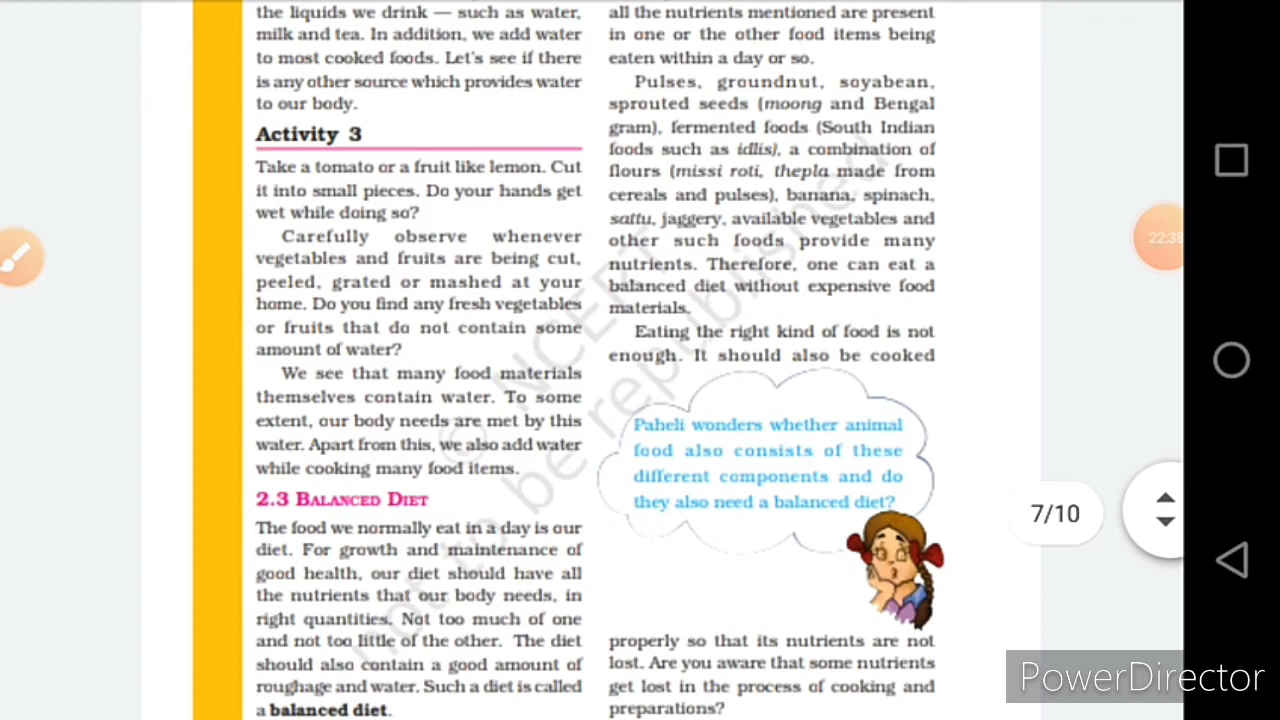 the liquids we drink — such as water,
milk and tea. In addition, we add water
to most cooked foods. Let's see if there
is any other source which provides water
to our body.
Activity 3
Take a tomato or a fruit like lemon. Cut
it into small pieces. Do your hands get
wet while doing so?
Carefully observe whenever
vegetables and fruits are being cut,
peeled, grated or mashed at your
home. Do you find any fresh vegetables
or fruits that do not contain some
amount of water?
We see that many food materials
themselves contain water. To some
extent, our body needs are met by this
water. Apart from this, we also add water
while cooking many food items.
2.3 BALANCED DIET
The food we normally eat in a day is our
diet. For growth and maintenance of
good health, our diet should have all
the nutrients that our body needs, in
right quantities. Not too much of one
and not too little of the other. The diet
should also contain a good amount of
roughage and water. Such a diet is called
a balanced diet.
all the nutrients mentioned are present
in one or the other food items being
eaten within a day or so.
Pulses, groundnut, soyabean,
sprouted seeds (moong and Bengal
gram), fermented foods (South Indian
foods such as idlis), a combination of
flours (missi roti, thepla made from
cereals and pulses), banana, spinach,
sattu, jaggery, available vegetables and
other such foods provide many
nutrients. Therefore, one can eat a
balanced diet without expensive food
materials.
Eating the right kind of food is not
enough. It should also be cooked
Paheli wonders whether animal
food also consists of these
different components and do
they also need a balanced diet?
properly so that its nutrients are not
lost. Are you aware that some nutrients
get lost in the process of cooking and
preparations?
© NCERT
not to be republished
22:38
7/10
PowerDirector